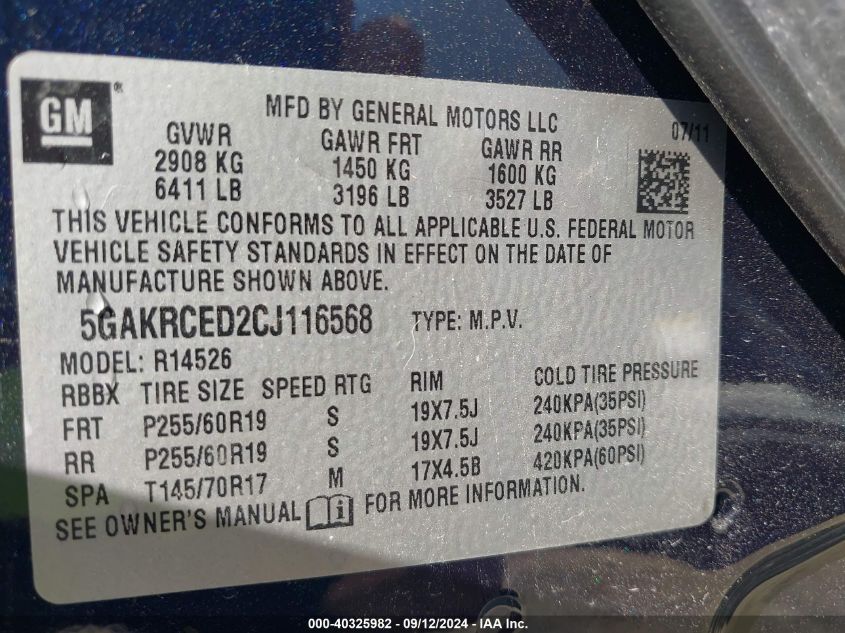 GM
MFD BY GENERAL MOTORS LLC
07/11
GVWR GAWR FRT GAWR RR
2908 KG 1450 KG 1600 KG
6411 LB 3196 LB 3527 LB
THIS VEHICLE CONFORMS TO ALL APPLICABLE U.S. FEDERAL MOTOR
VEHICLE SAFETY STANDARDS IN EFFECT ON THE DATE OF
MANUFACTURE SHOWN ABOVE.
5GAKRCED2CJ116568 TYPE: M.P.V.
MODEL: R14526
RBBX TIRE SIZE SPEED RTG RIM COLD TIRE PRESSURE
FRT P255/60R19 S 19X7.5J 240KPA(35PSI)
RR P255/60R19 S 19X7.5J 240KPA(35PSI)
SPA T145/70R17 M 17X4.5B 420KPA(60PSI)
SEE OWNER'S MANUAL i FOR MORE INFORMATION.
000-40325982 - 09/12/2024 - IAA Inc.